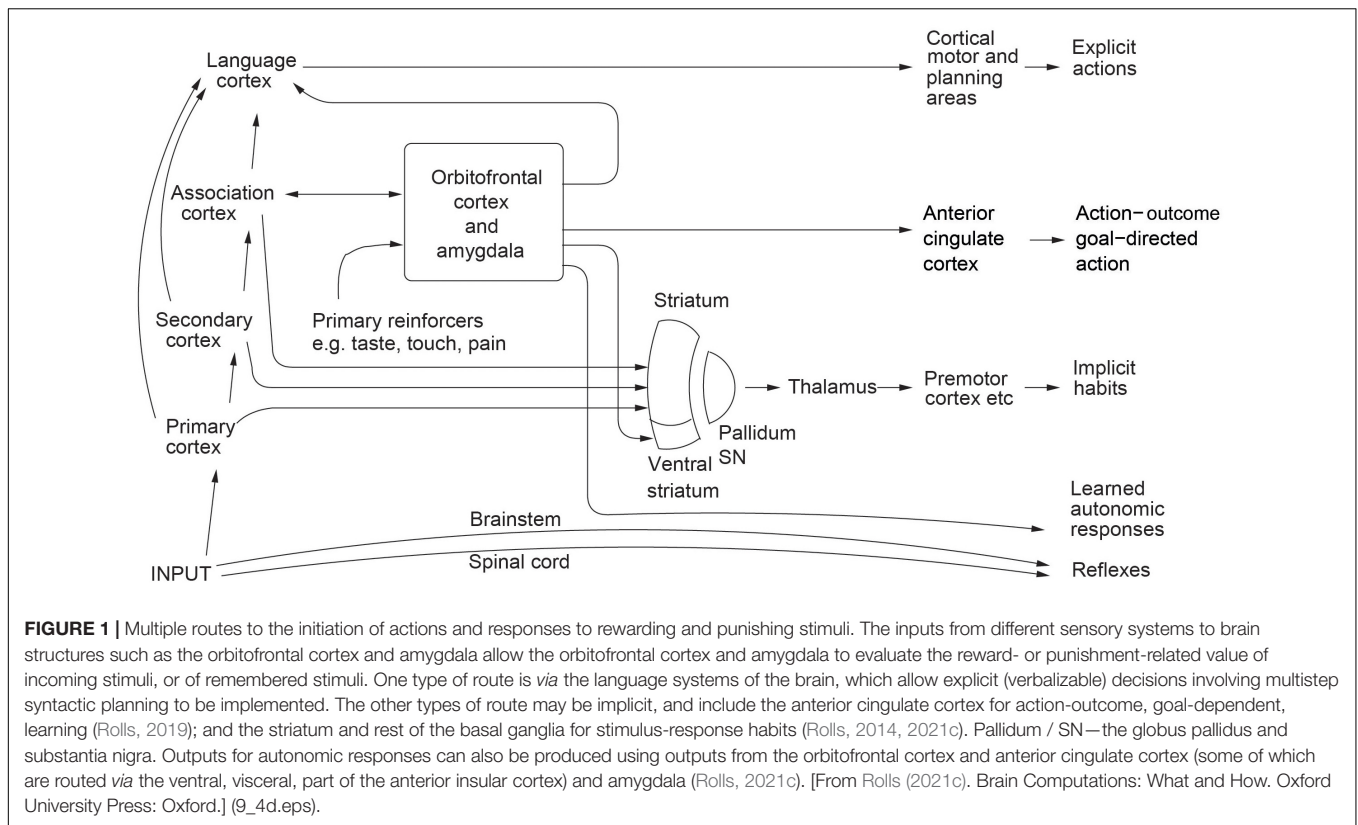 Language
cortex
Cortical
motor and
planning
areas
Explicit
actions
Association
cortex
Orbitofrontal
cortex
and
amygdala
Anterior
cingulate
cortex
Action–outcome
goal–directed
action
Secondary
cortex
Primary reinforcers
e.g. taste, touch, pain
Striatum
Thalamus
Premotor
cortex etc
Implicit
habits
Primary
cortex
Pallidum
SN
Ventral
striatum
Learned
autonomic
responses
Brainstem
Spinal cord
INPUT
Reflexes
FIGURE 1 | Multiple routes to the initiation of actions and responses to rewarding and punishing stimuli. The inputs from different sensory systems to brain
structures such as the orbitofrontal cortex and amygdala allow the orbitofrontal cortex and amygdala to evaluate the reward- or punishment-related value of
incoming stimuli, or of remembered stimuli. One type of route is via the language systems of the brain, which allow explicit (verbalizable) decisions involving multistep
syntactic planning to be implemented. The other types of route may be implicit, and include the anterior cingulate cortex for action-outcome, goal-dependent,
learning (Rolls, 2019); and the striatum and rest of the basal ganglia for stimulus-response habits (Rolls, 2014, 2021c). Pallidum / SN—the globus pallidus and
substantia nigra. Outputs for autonomic responses can also be produced using outputs from the orbitofrontal cortex and anterior cingulate cortex (some of which
are routed via the ventral, visceral, part of the anterior insular cortex) and amygdala (Rolls, 2021c). [From Rolls (2021c). Brain Computations: What and How. Oxford
University Press: Oxford.] (9_4d.eps).